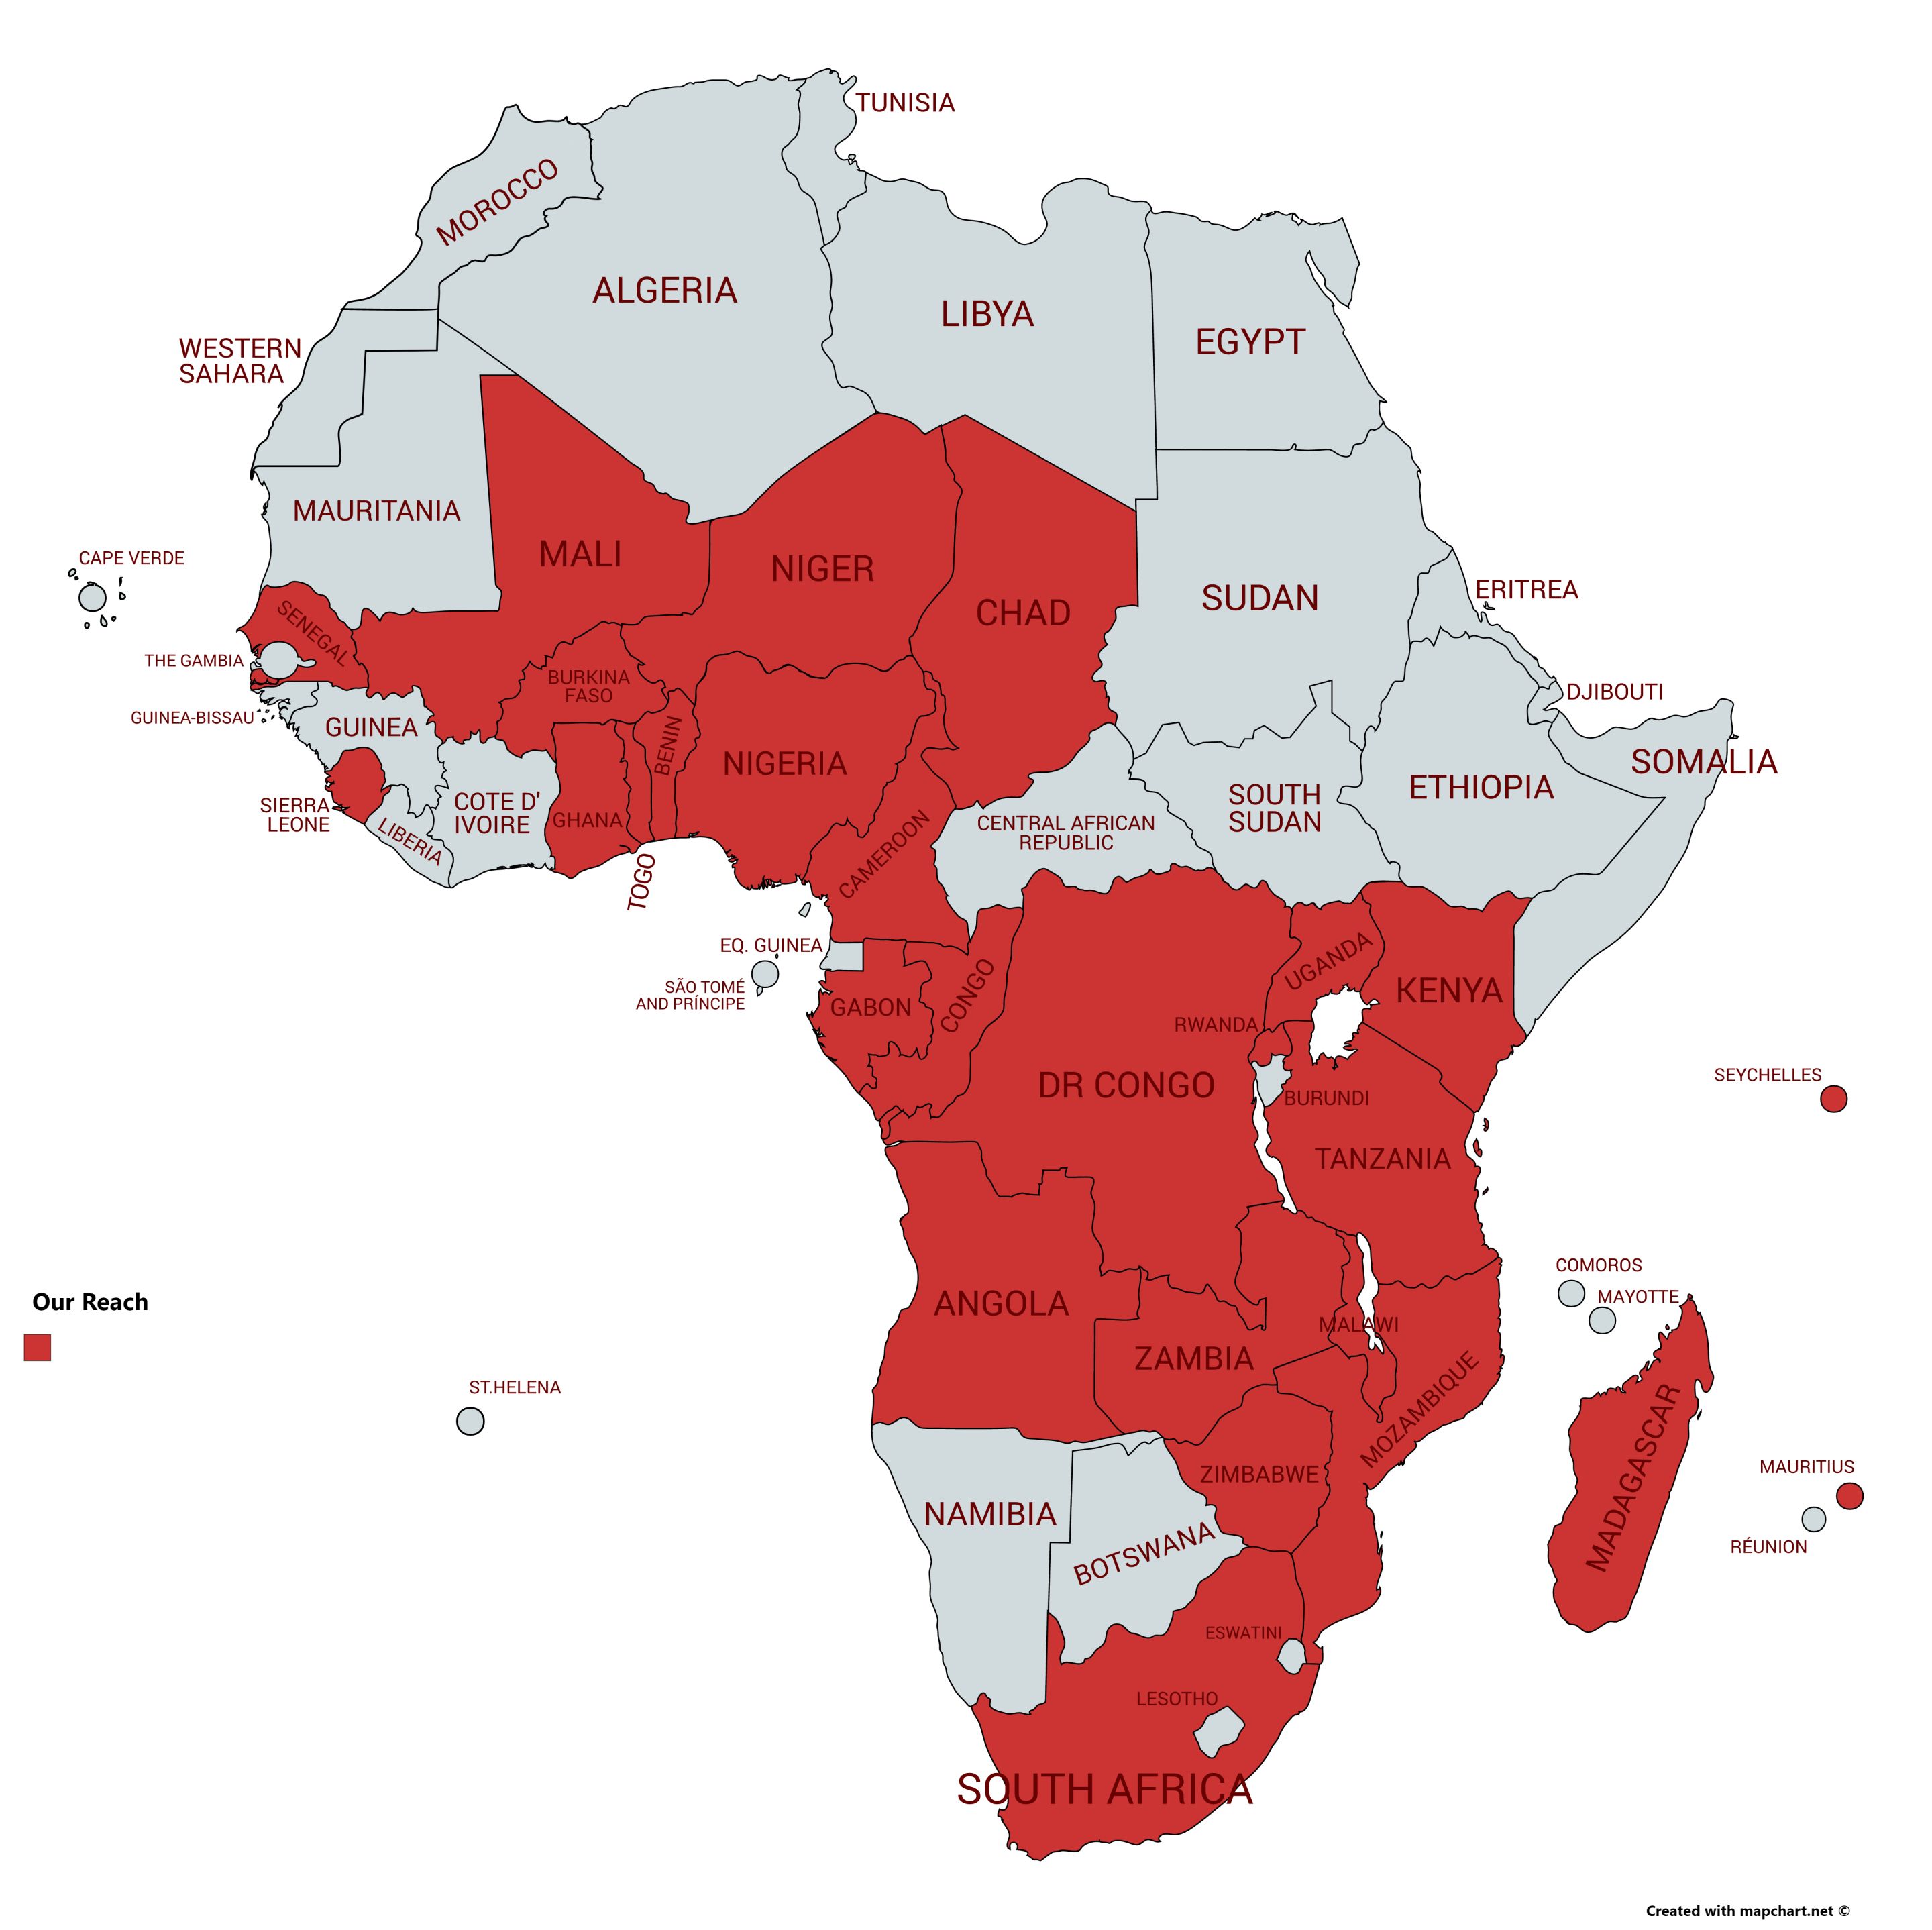 TUNISIA
MOROCCO
ALGERIA
LIBYA
EGYPT
WESTERN
SAHARA
MAURITANIA
MALI
NIGER
CHAD
SUDAN
ERITREA
CAPE VERDE
SENEGAL
THE GAMBIA
GUINEA-BISSAU
GUINEA
BURKINA
FASO
BENIN
NIGERIA
DJIBOUTI
SOMALIA
ETHIOPIA
SOUTH
SUDAN
SIERRA
LEONE
LIBERIA
COTE D'
IVOIRE
GHANA
TOGO
CAMEROON
CENTRAL AFRICAN
REPUBLIC
EQ. GUINEA
SÃO TOMÉ
AND PRÍNCIPE
GABON
CONGO
UGANDA
KENYA
RWANDA
DR CONGO
BURUNDI
SEYCHELLES
TANZANIA
COMOROS
MAYOTTE
Our Reach
ANGOLA
MALAWI
ZAMBIA
ST.HELENA
MOZAMBIQUE
MADAGASCAR
ZIMBABWE
MAURITIUS
NAMIBIA
BOTSWANA
RÉUNION
ESWATINI
LESOTHO
SOUTH AFRICA
Created with mapchart.net ©